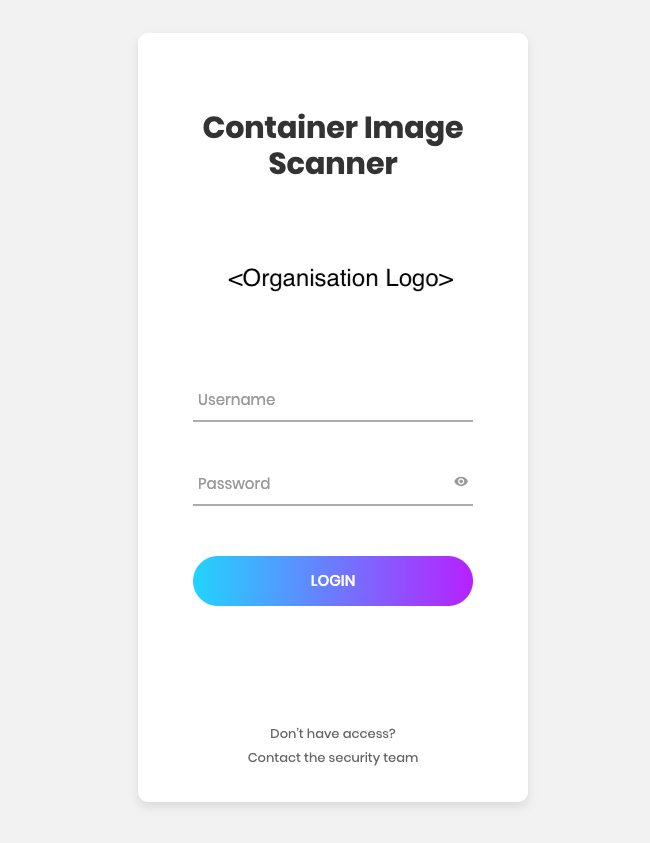 Container Image
Scanner
<Organisation Logo>
Username
Password
LOGIN
Don't have access?
Contact the security team